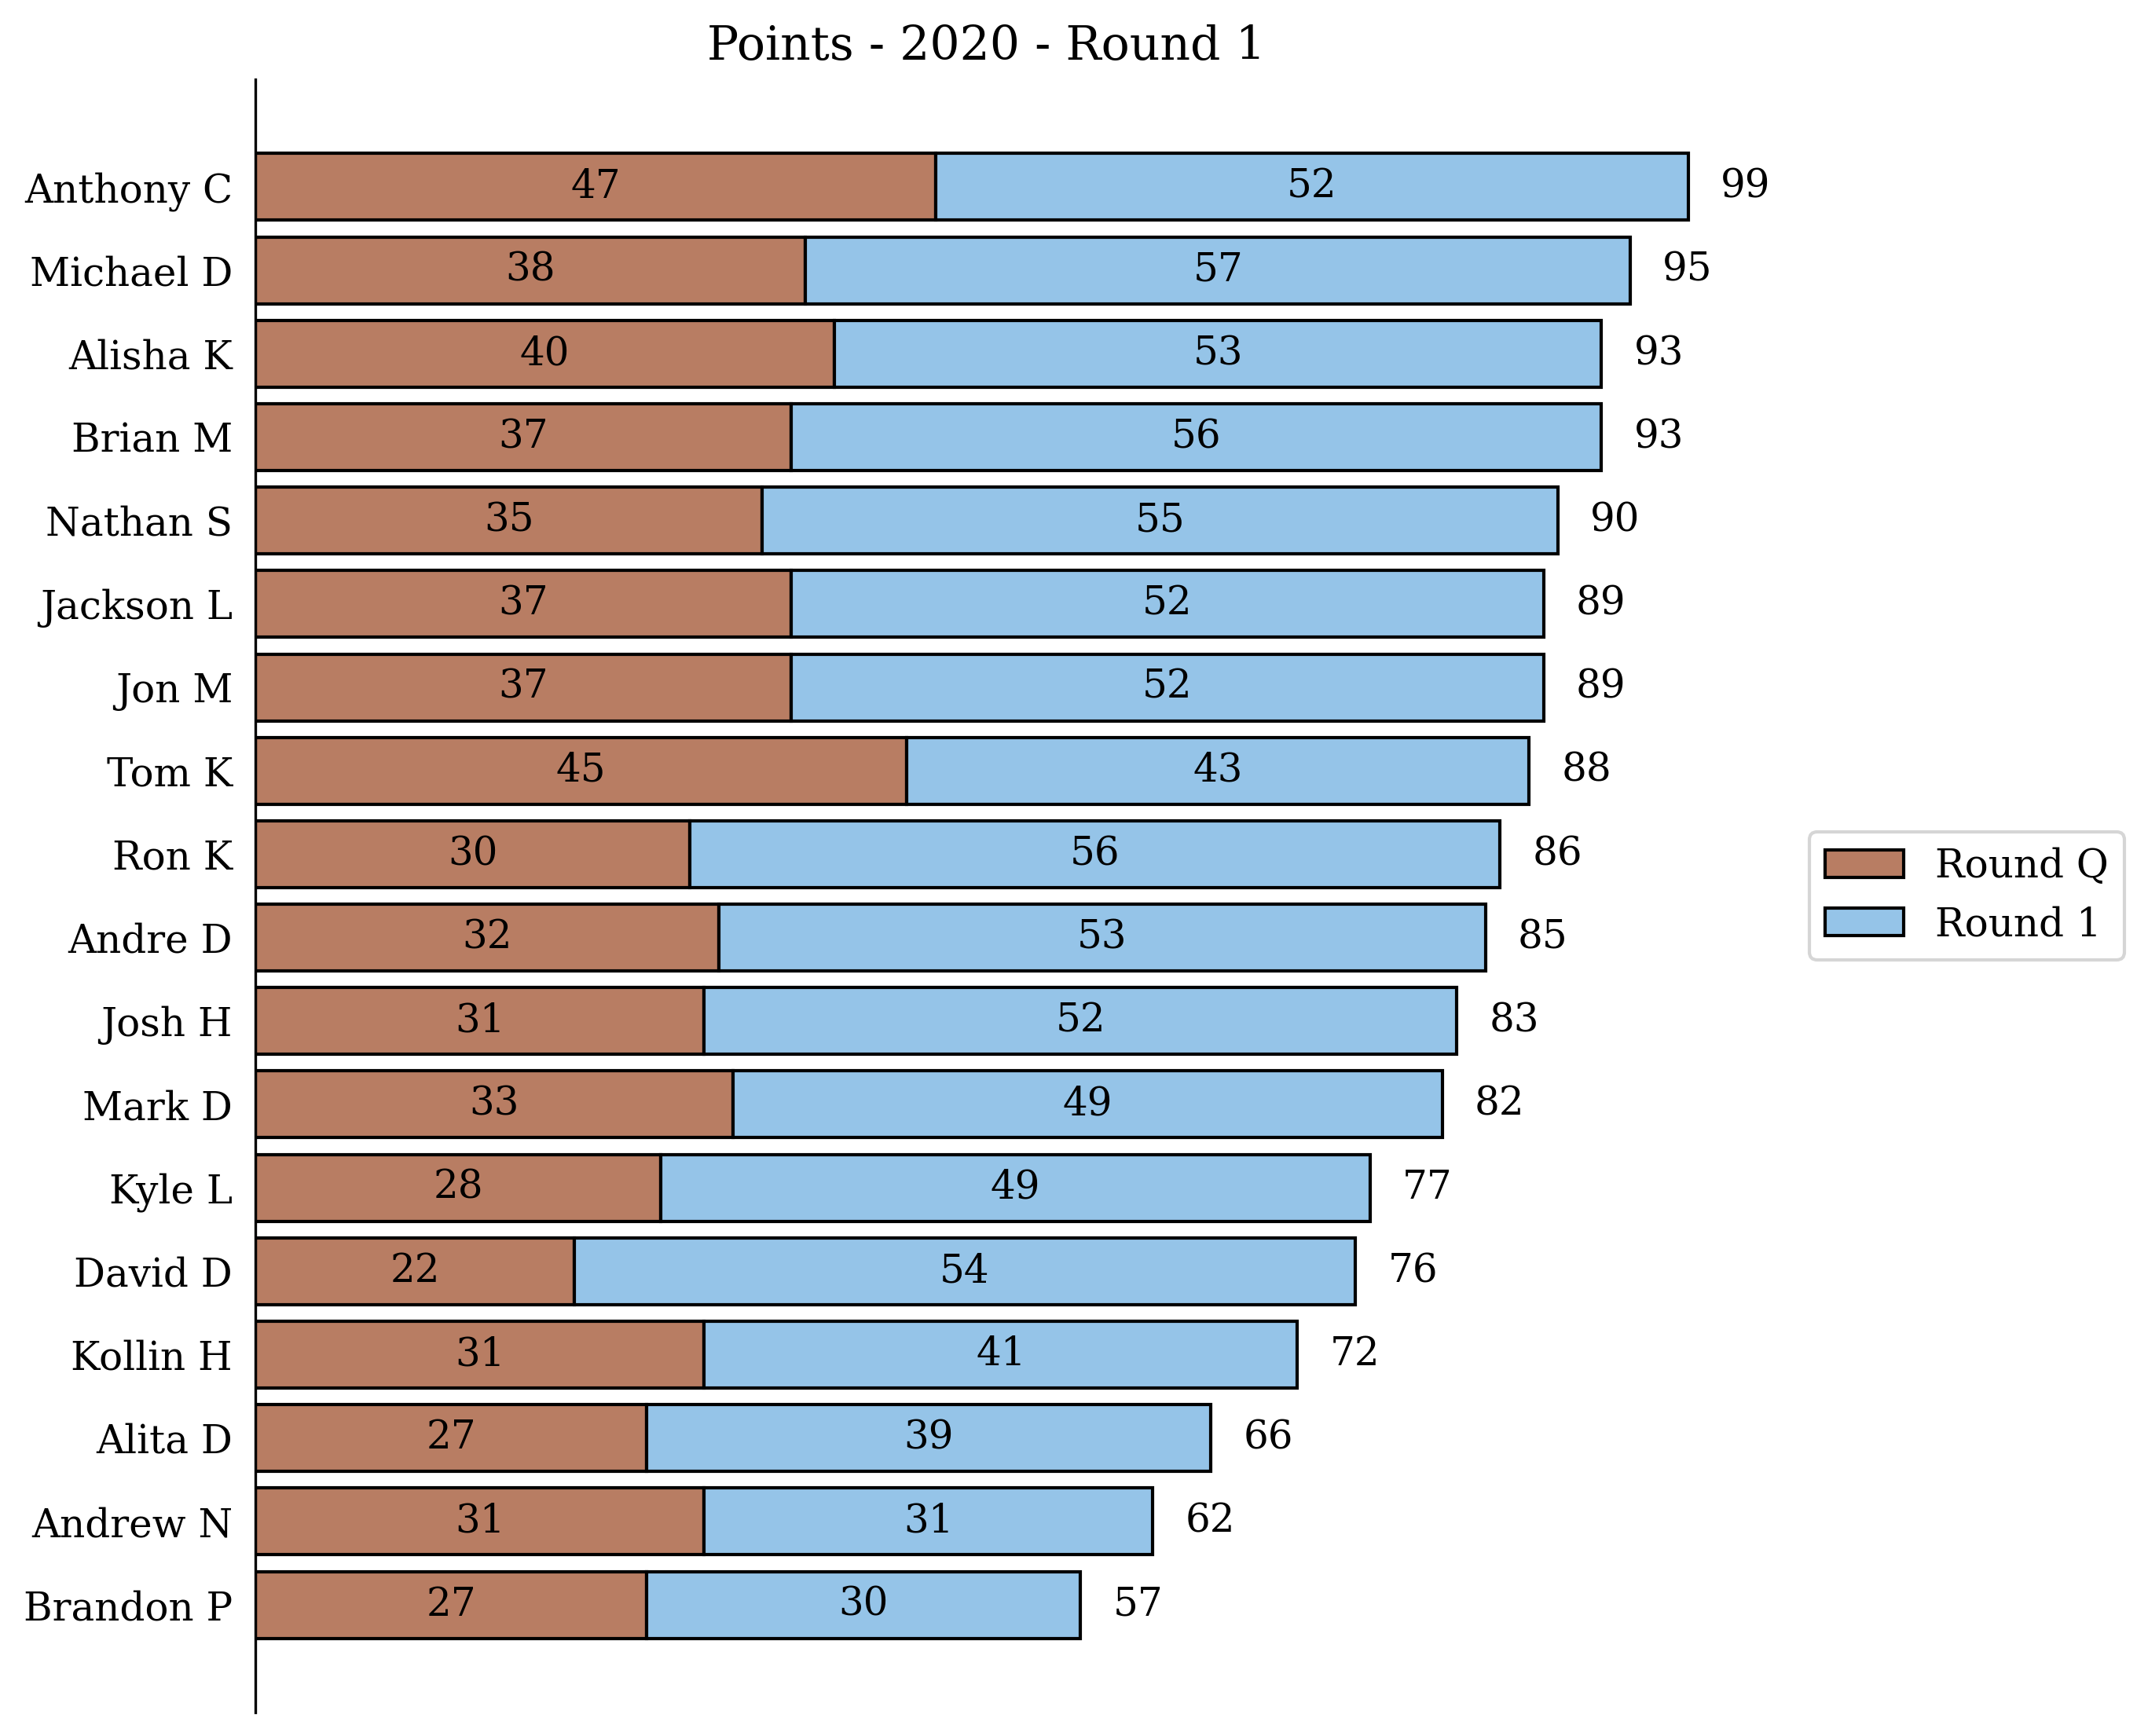 Points - 2020 - Round 1
Anthony C 47 52 99
Michael D 38 57 95
Alisha K 40 53 93
Brian M 37 56 93
Nathan S 35 55 90
Jackson L 37 52 89
Jon M 37 52 89
Tom K 45 43 88
Ron K 30 56 86
Round Q
Andre D 32 53 85
Round 1
Josh H 31 52 83
Mark D 33 49 82
Kyle L 28 49 77
David D 22 54 76
Kollin H 31 41 72
Alita D 27 39 66
Andrew N 31 31 62
Brandon P 27 30 57